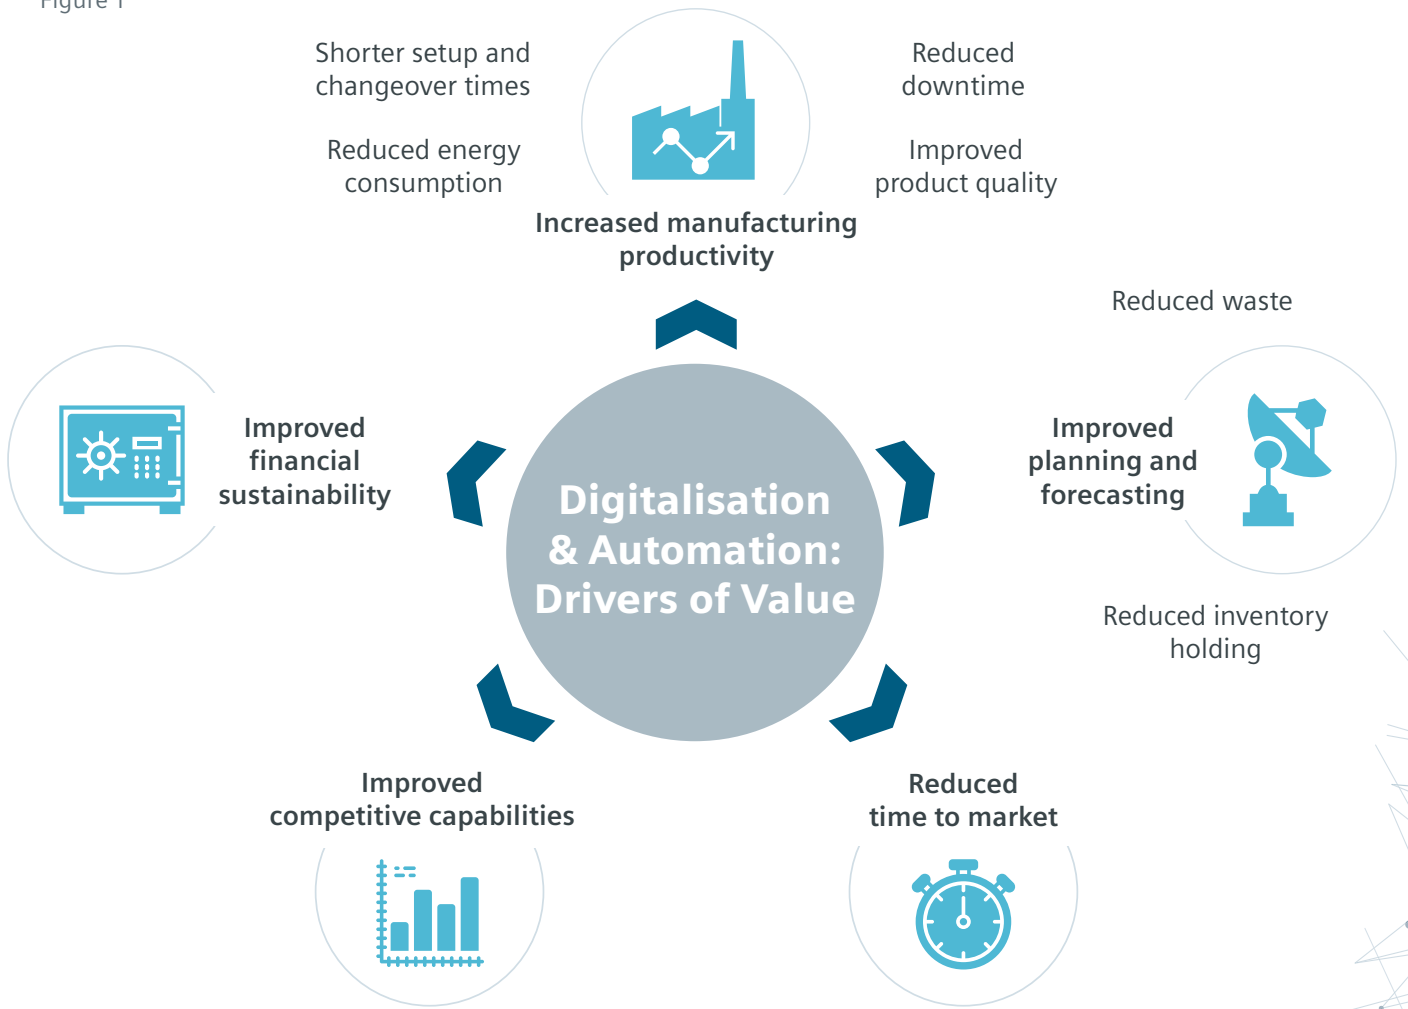 Figure 1
Shorter setup and
changeover times
Reduced energy
consumption
Reduced
downtime
Improved
product quality
Increased manufacturing
productivity
Reduced waste
Improved
planning and
forecasting
Reduced inventory
holding
Improved
financial
sustainability
Digitalisation
& Automation:
Drivers of Value
Improved
competitive capabilities
Reduced
time to market